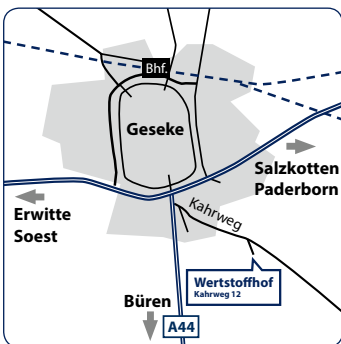 Bhf.
Geseke
Salzkotten
Paderborn
Erwitte
Soest
Kahrweg
Wertstoffhof
Kahrweg 12
Büren
A44